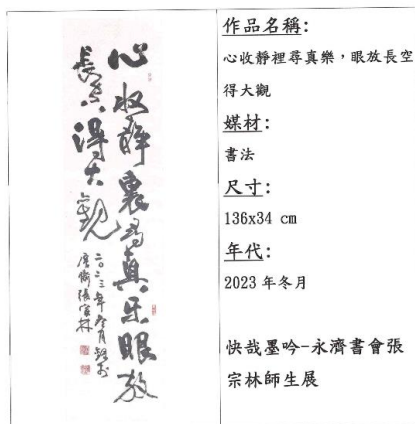 心收靜裏尋真樂眼放
長空得大觀
二〇二三年冬月
張宗林
作品名稱:
心收靜裡尋真樂，眼放長空
得大觀
媒材:
書法
尺寸:
136x34 cm
年代:
2023 年冬月
快哉墨吟-永濟書會張
宗林師生展